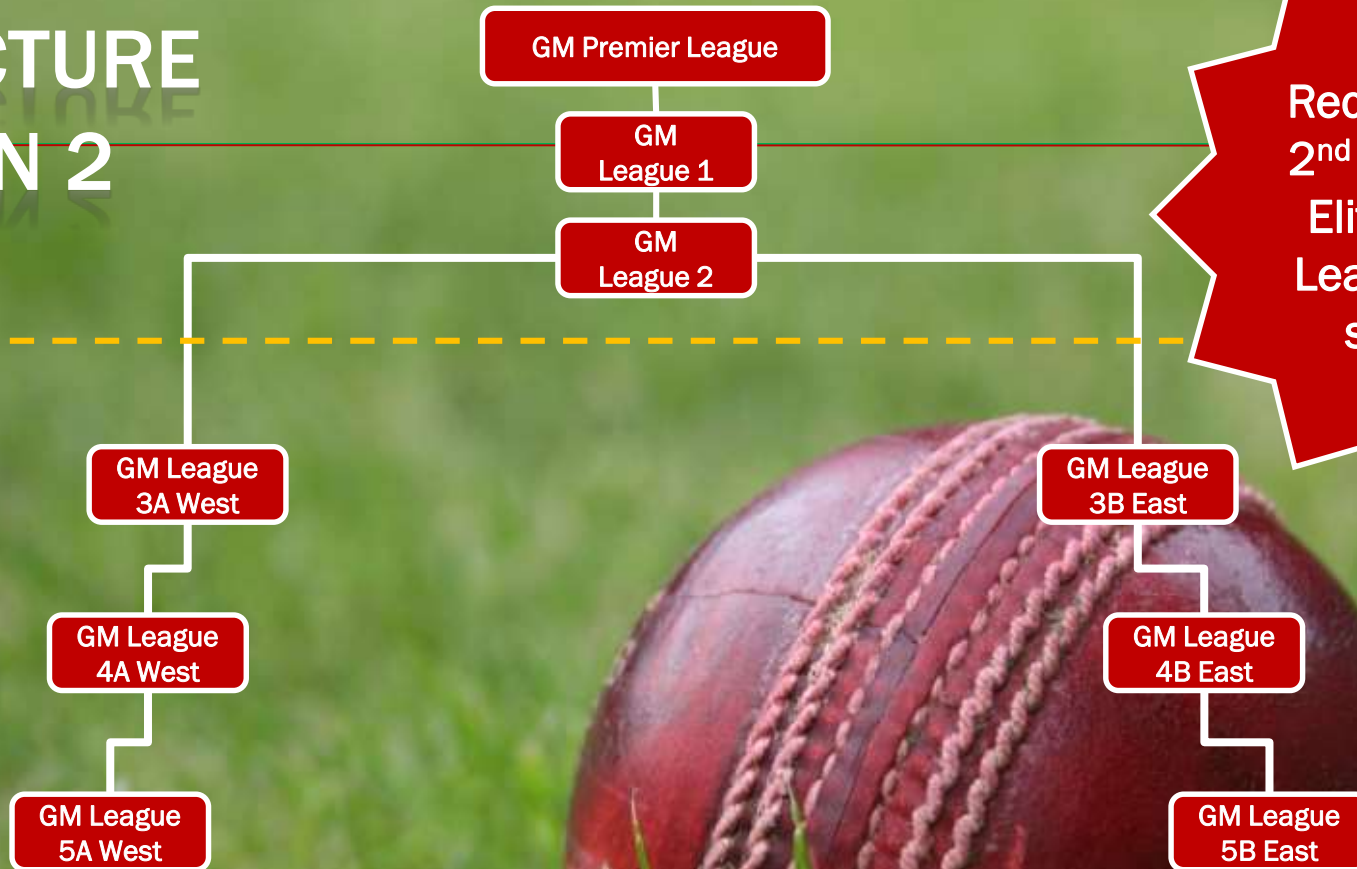 CTURE
N 2
GM Premier League
GM
League 1
GM
League 2
2nd
GM League
3A West
GM League
3B East
GM League
4A West
GM League
4B East
GM League
5A West
GM League
5B East